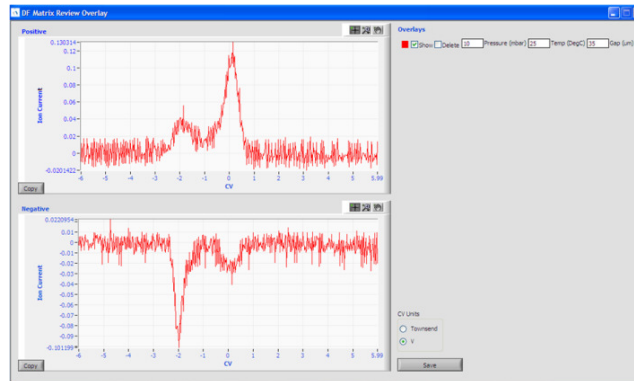 DF Matrix Review Overlay
Positive
Overlays
Show Delete 10 Pressure (mbar) 25 Temp (DegC) 35 Gap (um)
0.130314
0.12
0.1
0.08
0.06
0.04
0.02
0
-0.0201422
Ion Current
-6 -5 -4 -3 -2 -1 0 1 2 3 4 5 5.99
CV
Copy
Negative
0.0220954
0.01
0
-0.01
-0.02
-0.03
-0.04
-0.05
-0.06
-0.07
-0.08
-0.09
-0.101199
Ion Current
-6 -5 -4 -3 -2 -1 0 1 2 3 4 5 5.99
CV
Copy
CV Units
Townsend
V
Save